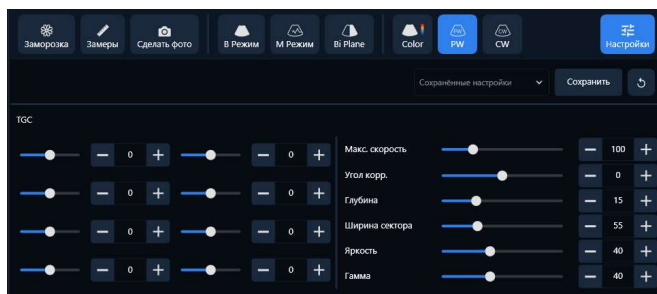 Заморозка Замеры Сделать фото В Режим М Режим Bi Plane Color PW PW CW CW Настройки
Сохранённые настройки Сохранить
TGC
0 0 Макс. скорость 100
Угол корр. 0
0 0 Глубина 15
0 0 Ширина сектора 55
Яркость 40
0 0 Гамма 40